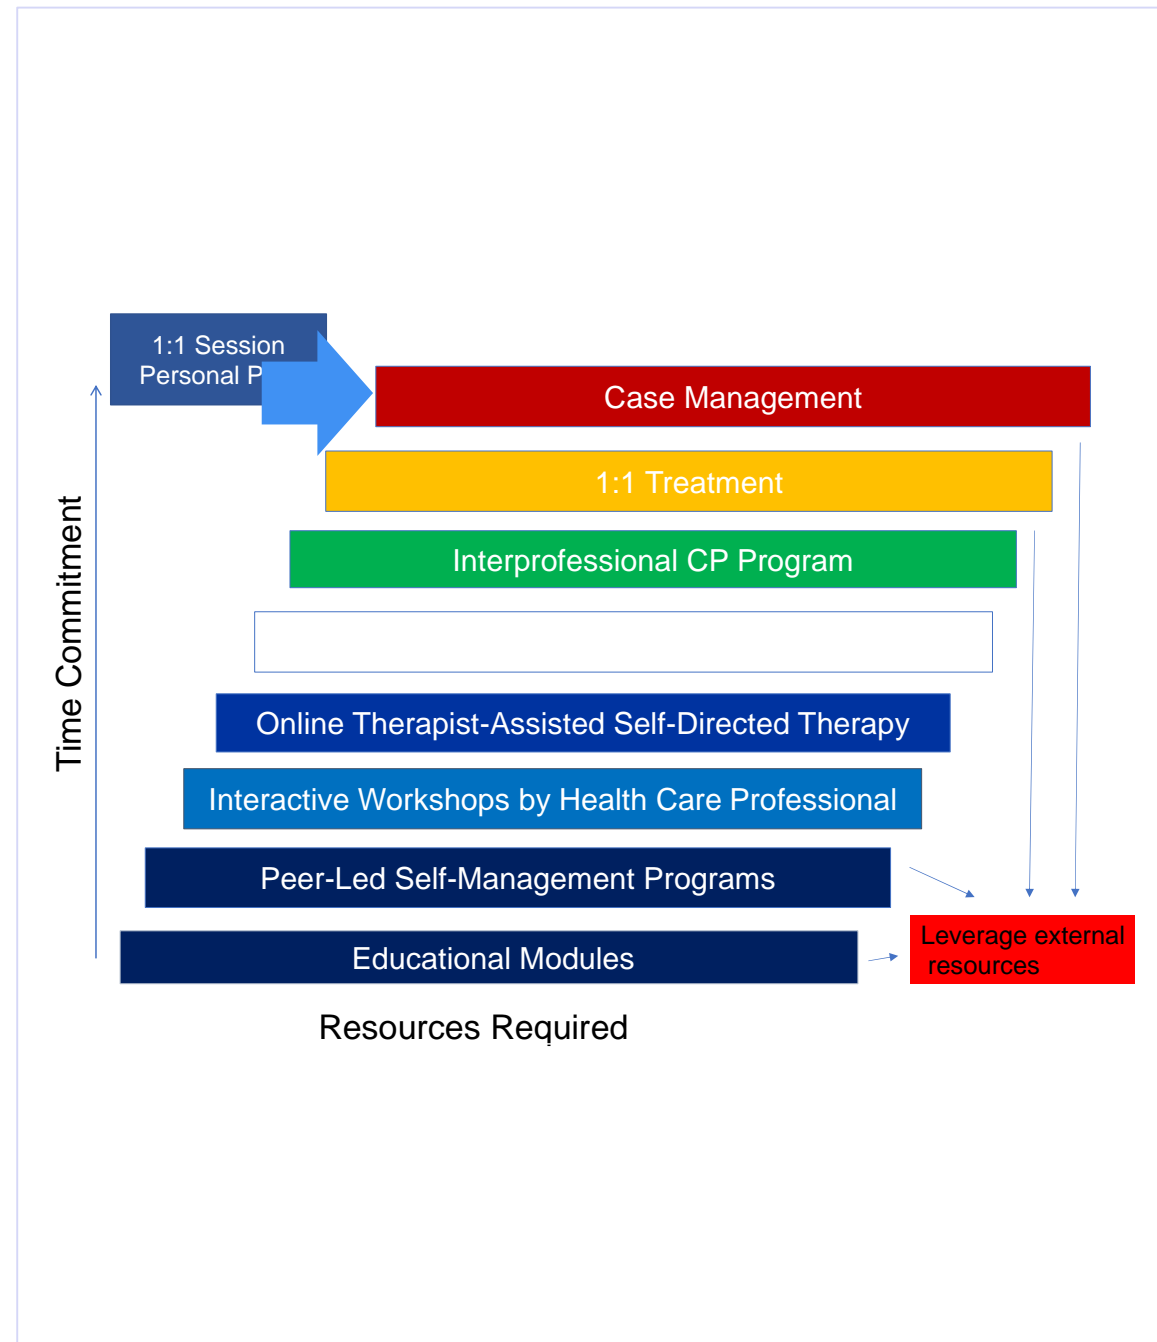 1:1 Session
Personal
Case Management
1:1 Treatment
Interprofessional CP Program
Time Commitment
Online Therapist-Assisted Self-Directed Therapy
Interactive Workshops by Health Care Professional
Peer-Led Self-Management Programs
Educational Modules
Leverage external
resources
Resources Required